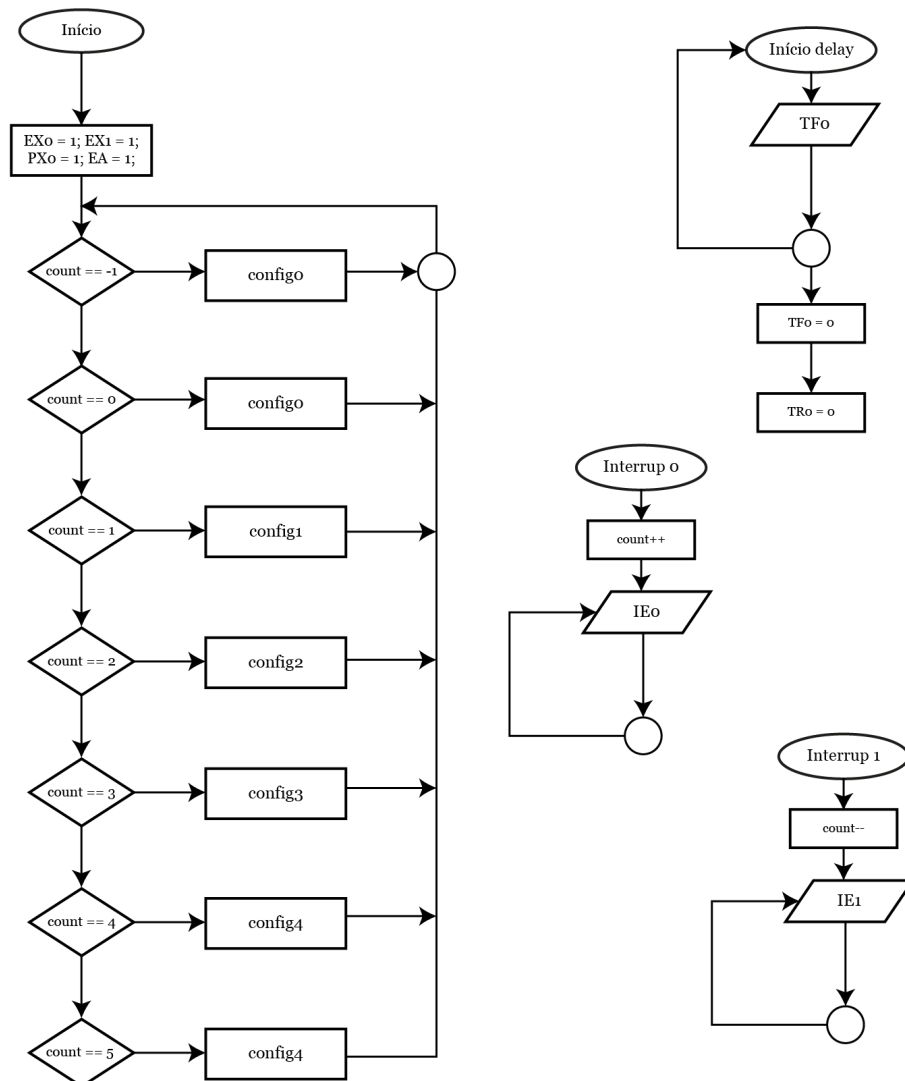 Início
EX0 = 1; EX1 = 1;
PX0 = 1; EA = 1;
count == -1
config0
count == 0
config0
count == 1
config1
count == 2
config2
count == 3
config3
count == 4
config4
count == 5
config4
Início delay
TF0
TF0 = 0
TR0 = 0
Interrup 0
count++
IE0
Interrup 1
count--
IE1